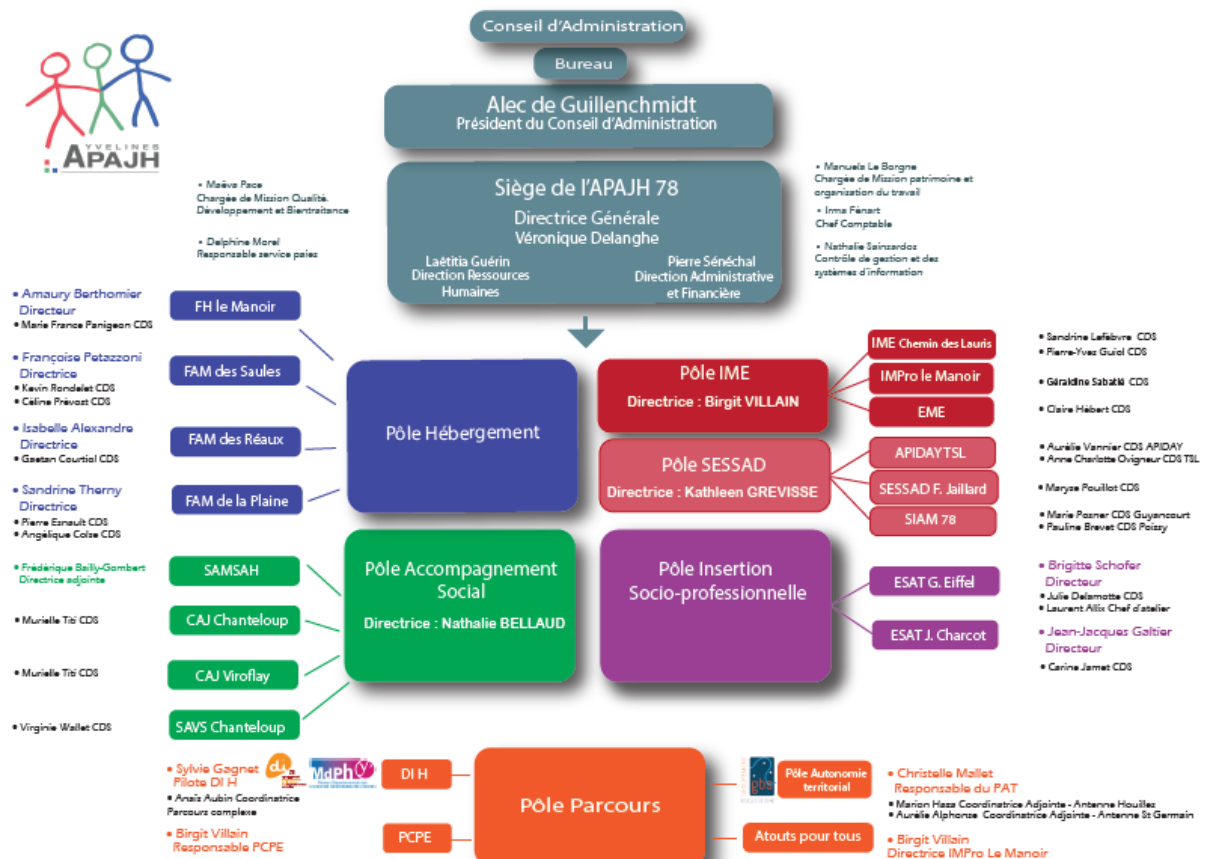 Conseil d'Administration
Bureau
Alec de Guillenchmidt
Président du Conseil d'Administration
YVELINES
APAJH
• Maëva Pace
Chargée de Mission Qualité.
Développement et Bientraitance
• Delphine Morel
Responsable service paies
Siège de l'APAJH 78
Directrice Générale
Véronique Delanghe
Laëtitia Guérin
Direction Ressources
Humaines
Pierre Sénéchal
Direction Administrative
et Financière
• Manuela Le Borgne
Chargée de Mission patrimoine et
organisation du travail
• Irma Fénart
Chef Comptable
• Nathalie Sainsardos
Contrôle de gestion et des
systèmes d'information
• Amaury Berthomier
Directeur
• Marie France Panigeon CDS
FH le Manoir
• Françoise Petazzoni
Directrice
• Kevin Rondelet CDS
• Céline Prévost CDS
FAM des Saules
• Isabelle Alexandre
Directrice
• Gaetan Courtiol CDS
FAM des Réaux
• Sandrine Therny
Directrice
• Pierre Esnault CDS
• Angélique Colse CDS
FAM de la Plaine
Pôle Hébergement
Pôle IME
Directrice : Birgit VILLAIN
IME Chemin des Lauris
• Sandrine Lefèbvre CDS
• Pierre-Yves Guiol CDS
IMPro le Manoir
• Géraldine Sabatié CDS
EME
• Claire Hébert CDS
Pôle SESSAD
Directrice : Kathleen GREVISSE
APIDAY TSL
• Aurélie Vannier CDS APIDAY
• Anne Charlotte Ovigneur CDS TSL
SESSAD F. Jaillard
• Maryse Pouillot CDS
SIAM 78
• Marie Posner CDS Guyancourt
• Pauline Brevet CDS Poissy
• Frédérique Bailly-Gombert
Directrice adjointe
SAMSAH
• Murielle Titi CDS
CAJ Chanteloup
• Murielle Titi CDS
CAJ Viroflay
• Virginie Wallet CDS
SAVS Chanteloup
Pôle Accompagnement
Social
Directrice : Nathalie BELLAUD
Pôle Insertion
Socio-professionnelle
ESAT G. Eiffel
• Brigitte Schofer
Directeur
• Julie Delamotte CDS
• Laurent Allix Chef d'atelier
ESAT J. Charcot
• Jean-Jacques Galtier
Directeur
• Carine Jamet CDS
• Sylvie Gagnet
Pilote DI H
• Anaïs Aubin Coordinatrice
Parcours complexe
MdPhy
DI H
• Birgit Villain
Responsable PCPE
PCPE
Pôle Parcours
gbs
Pôle Autonomie
territorial
• Christelle Mallet
Responsable du PAT
• Marion Hasa Coordinatrice Adjointe - Antenne Houilles
• Aurélie Alphonse Coordinatrice Adjointe - Antenne St Germain
Atouts pour tous
• Birgit Villain
Directrice IMPro Le Manoir